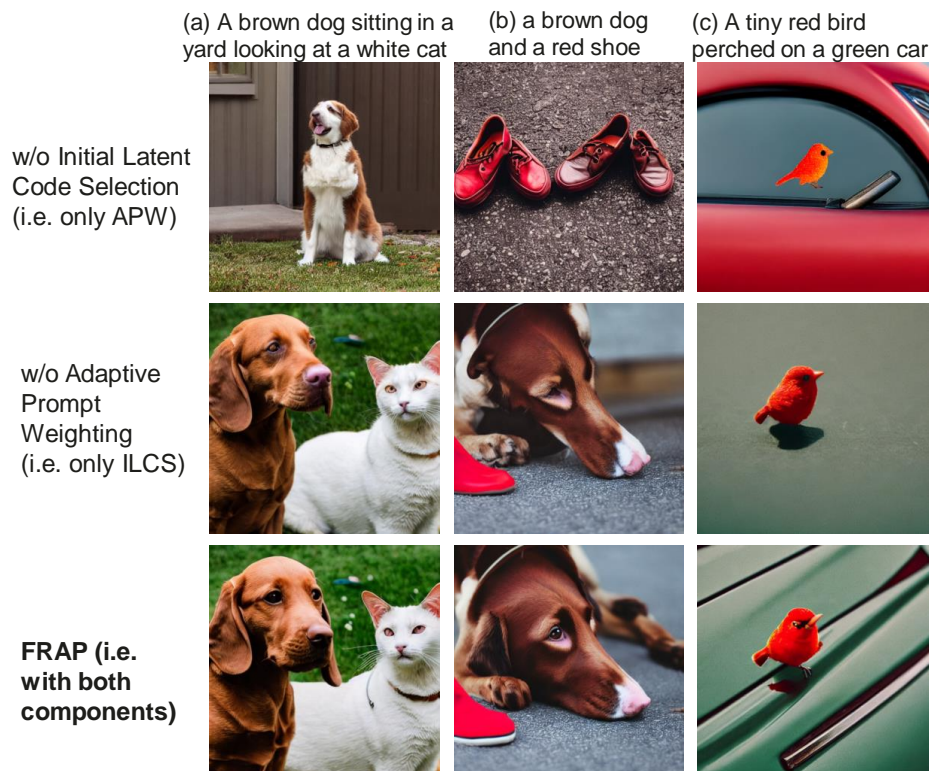 (a) A brown dog sitting in a
yard looking at a white cat
(b) a brown dog
and a red shoe
(c) A tiny red bird
perched on a green car
w/o Initial Latent
Code Selection
(i.e. only APW)
w/o Adaptive
Prompt
Weighting
(i.e. only ILCS)
FRAP (i.e.
with both
components)